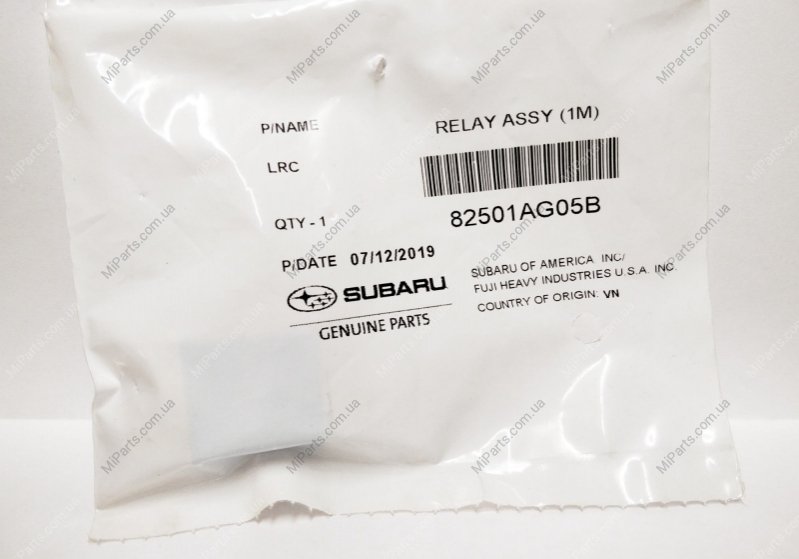 P/NAME RELAY ASSY (1M)
LRC
QTY - 1 82501AG05B
P/DATE 07/12/2019
SUBARU OF AMERICA INC/
FUJI HEAVY INDUSTRIES U.S.A. INC.
COUNTRY OF ORIGIN: VN
SUBARU
GENUINE PARTS
MiParts.com.ua